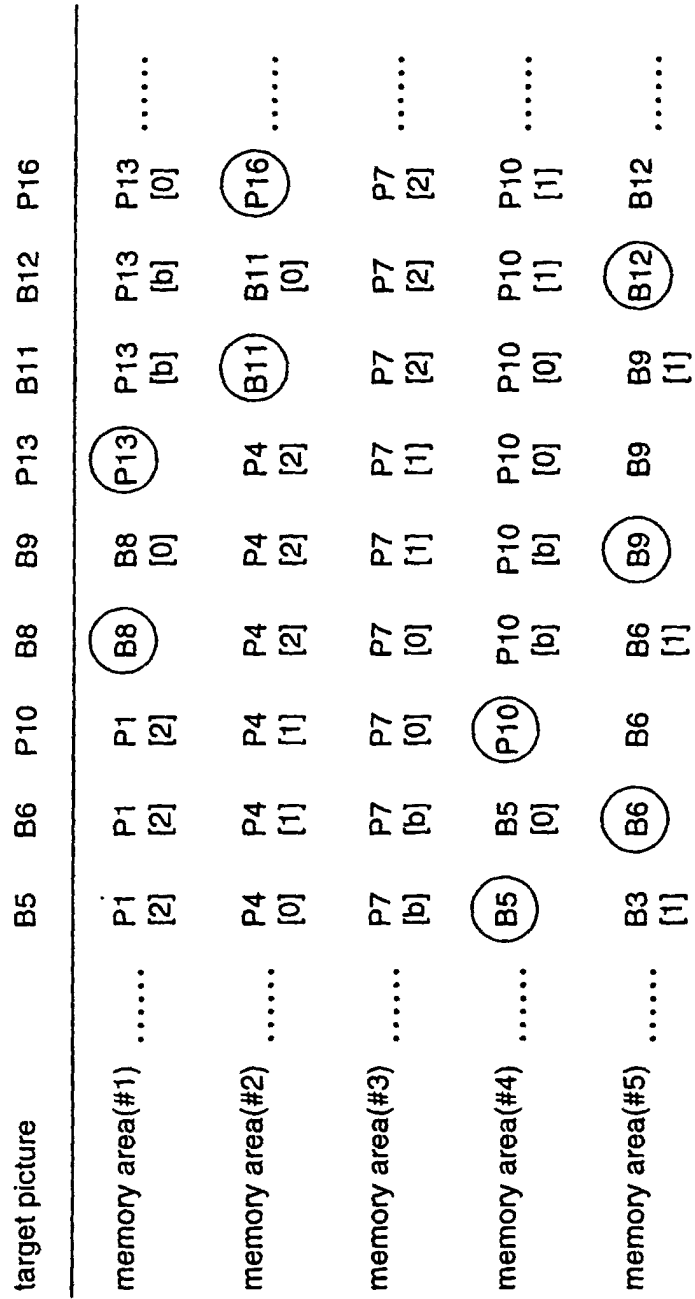 target picture B5 B6 P10 B8 B9 P13 B11 B12 P16
memory area(#1) ...... P1 P1 P1 B8 B8 P13 P13 P13 P13 ......
[2] [2] [2] [0] [b] [b] [0]
memory area(#2) ...... P4 P4 P4 P4 P4 P4 B11 B11 P16 ......
[0] [1] [1] [2] [2] [2] [0]
memory area(#3) ...... P7 P7 P7 P7 P7 P7 P7 P7 P7 ......
[b] [b] [0] [0] [1] [1] [2] [2] [2]
memory area(#4) ...... B5 B5 P10 P10 P10 P10 P10 P10 P10 ......
[0] [b] [b] [0] [0] [1] [1]
memory area(#5) ...... B3 B6 B6 B6 B9 B9 B9 B12 B12 ......
[1] [1] [1]